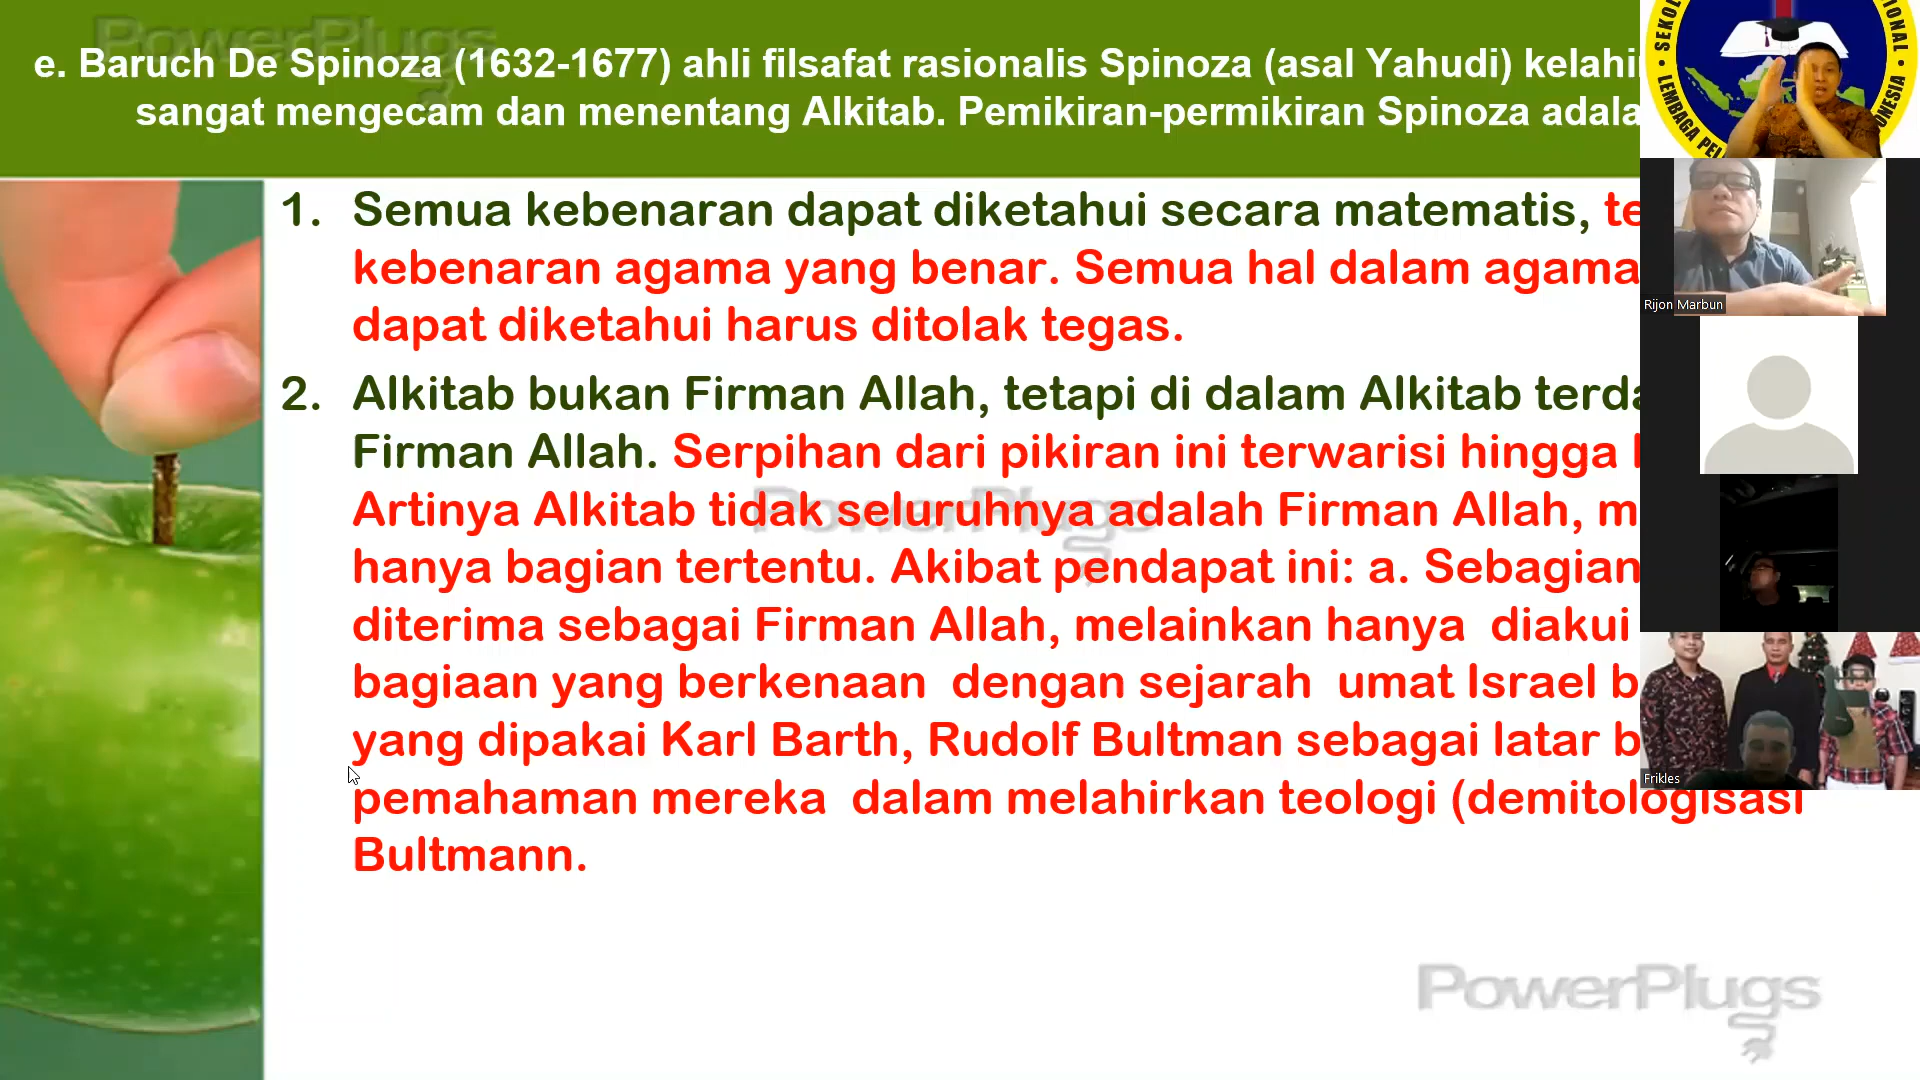 PowerPlugs
e. Baruch De Spinoza (1632-1677) ahli filsafat rasionalis Spinoza (asal Yahudi)
sangat mengecam dan menentang Alkitab. Pemikiran-permikiran Spinoza
1. Semua kebenaran dapat diketahui secara matematis,
kebenaran agama yang benar. Semua hal dalam agama
dapat diketahui harus ditolak tegas.
2. Alkitab bukan Firman Allah, tetapi di dalam Alkitab
Firman Allah. Serpihan dari pikiran ini terwarisi hingga
Artinya Alkitab tidak seluruhnya adalah Firman Allah,
hanya bagian tertentu. Akibat pendapat ini: a. Sebagian
diterima sebagai Firman Allah, melainkan hanya diakui
bagiaan yang berkenaan dengan sejarah umat Israel
yang dipakai Karl Barth, Rudolf Bultman sebagai latar
pemahaman mereka dalam melahirkan teologi (demitologisasi
Bultmann.
PowerPlugs
PowerPlugs
LEMBAGA
Rijon Marbun
Frikles